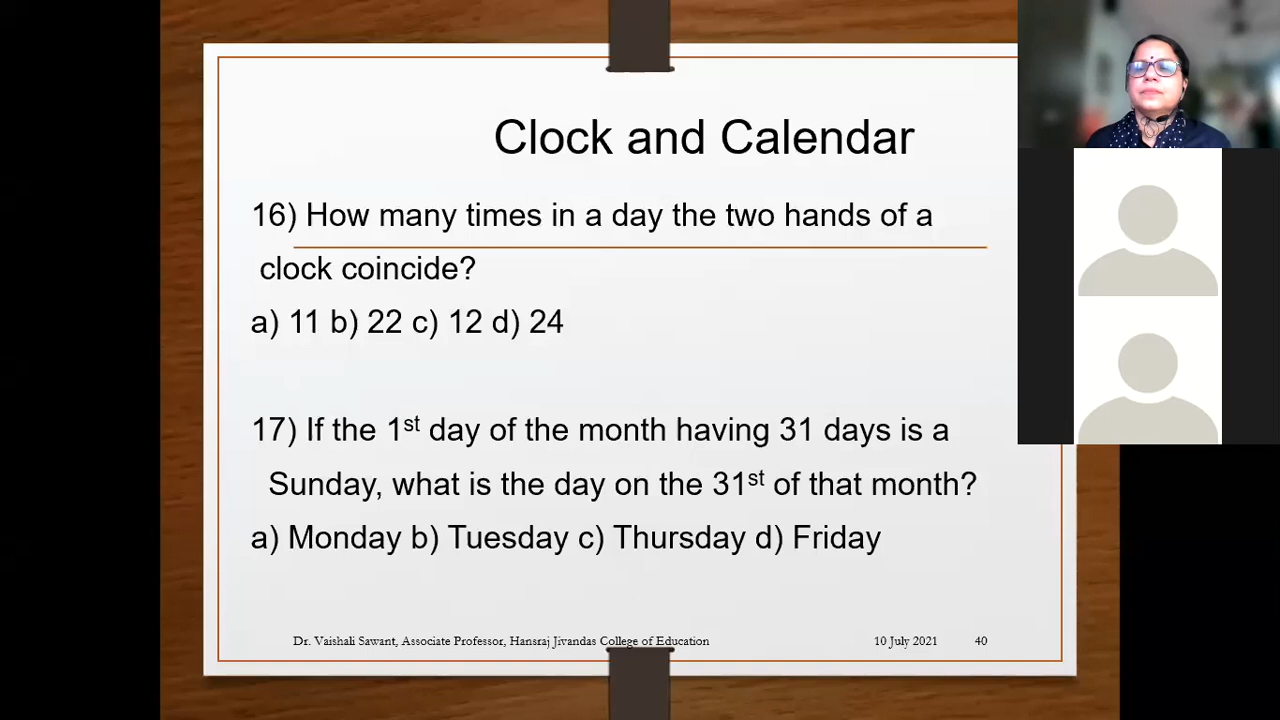 Clock and Calendar
16) How many times in a day the two hands of a
clock coincide?
a) 11 b) 22 c) 12 d) 24
17) If the 1st day of the month having 31 days is a
Sunday, what is the day on the 31st of that month?
a) Monday b) Tuesday c) Thursday d) Friday
Dr. Vaishali Sawant, Associate Professor, Hansraj Jivandas College of Education 10 July 2021 40